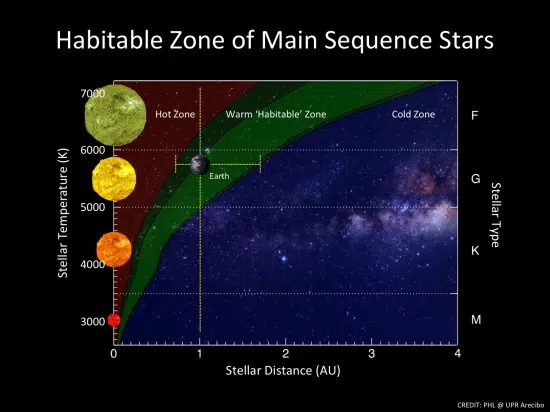 Habitable Zone of Main Sequence Stars
Hot Zone
Warm ‘Habitable’ Zone
Cold Zone
Earth
7000
6000
5000
4000
3000
Stellar Temperature (K)
F
G
K
M
Stellar Type
0
1
2
3
4
Stellar Distance (AU)
CREDIT: PHL @ UPR Arecibo